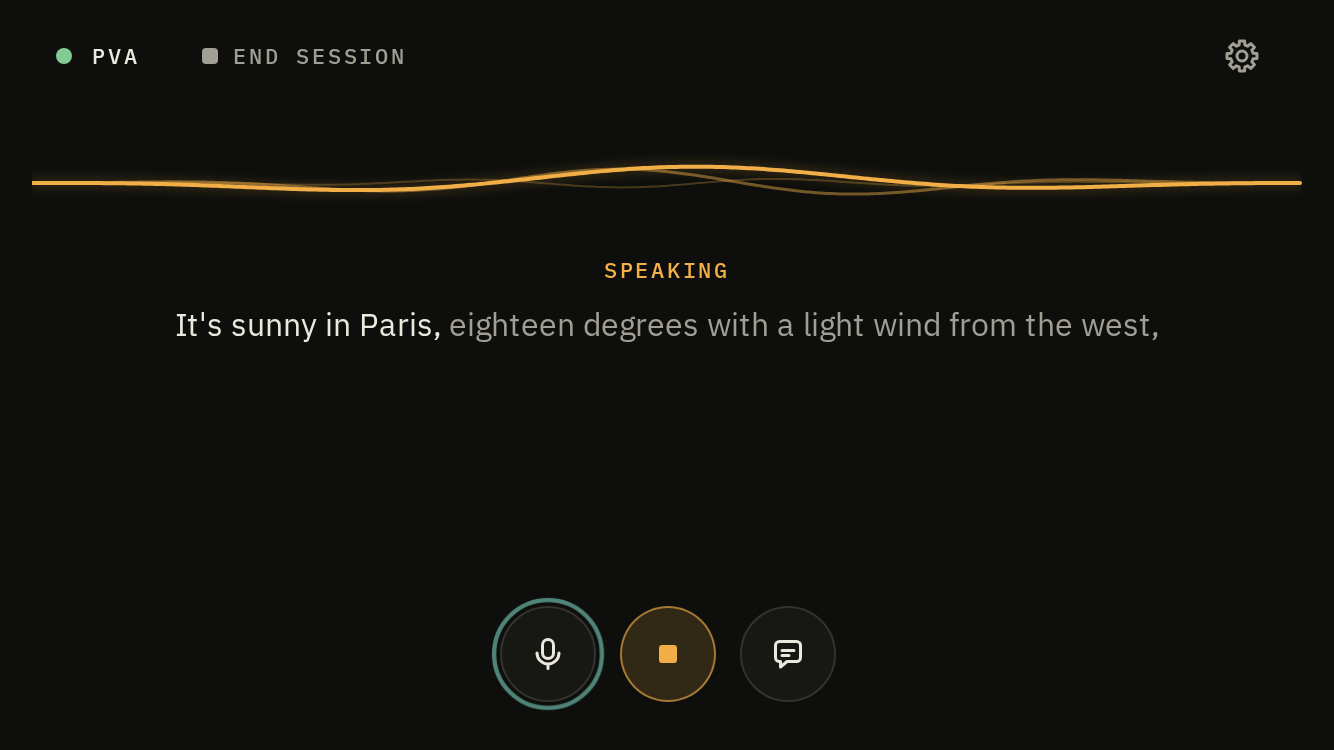 PVA
END SESSION
SPEAKING
It's sunny in Paris, eighteen degrees with a light wind from the west,